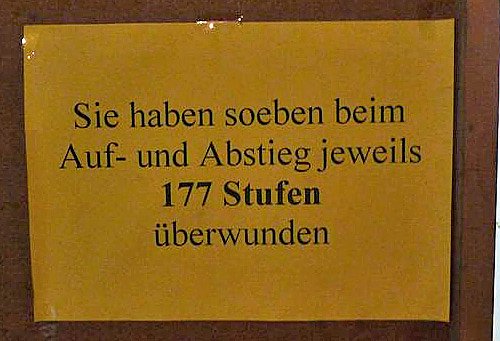 Sie haben soeben beim
Auf- und Abstieg jeweils
177 Stufen
überwunden